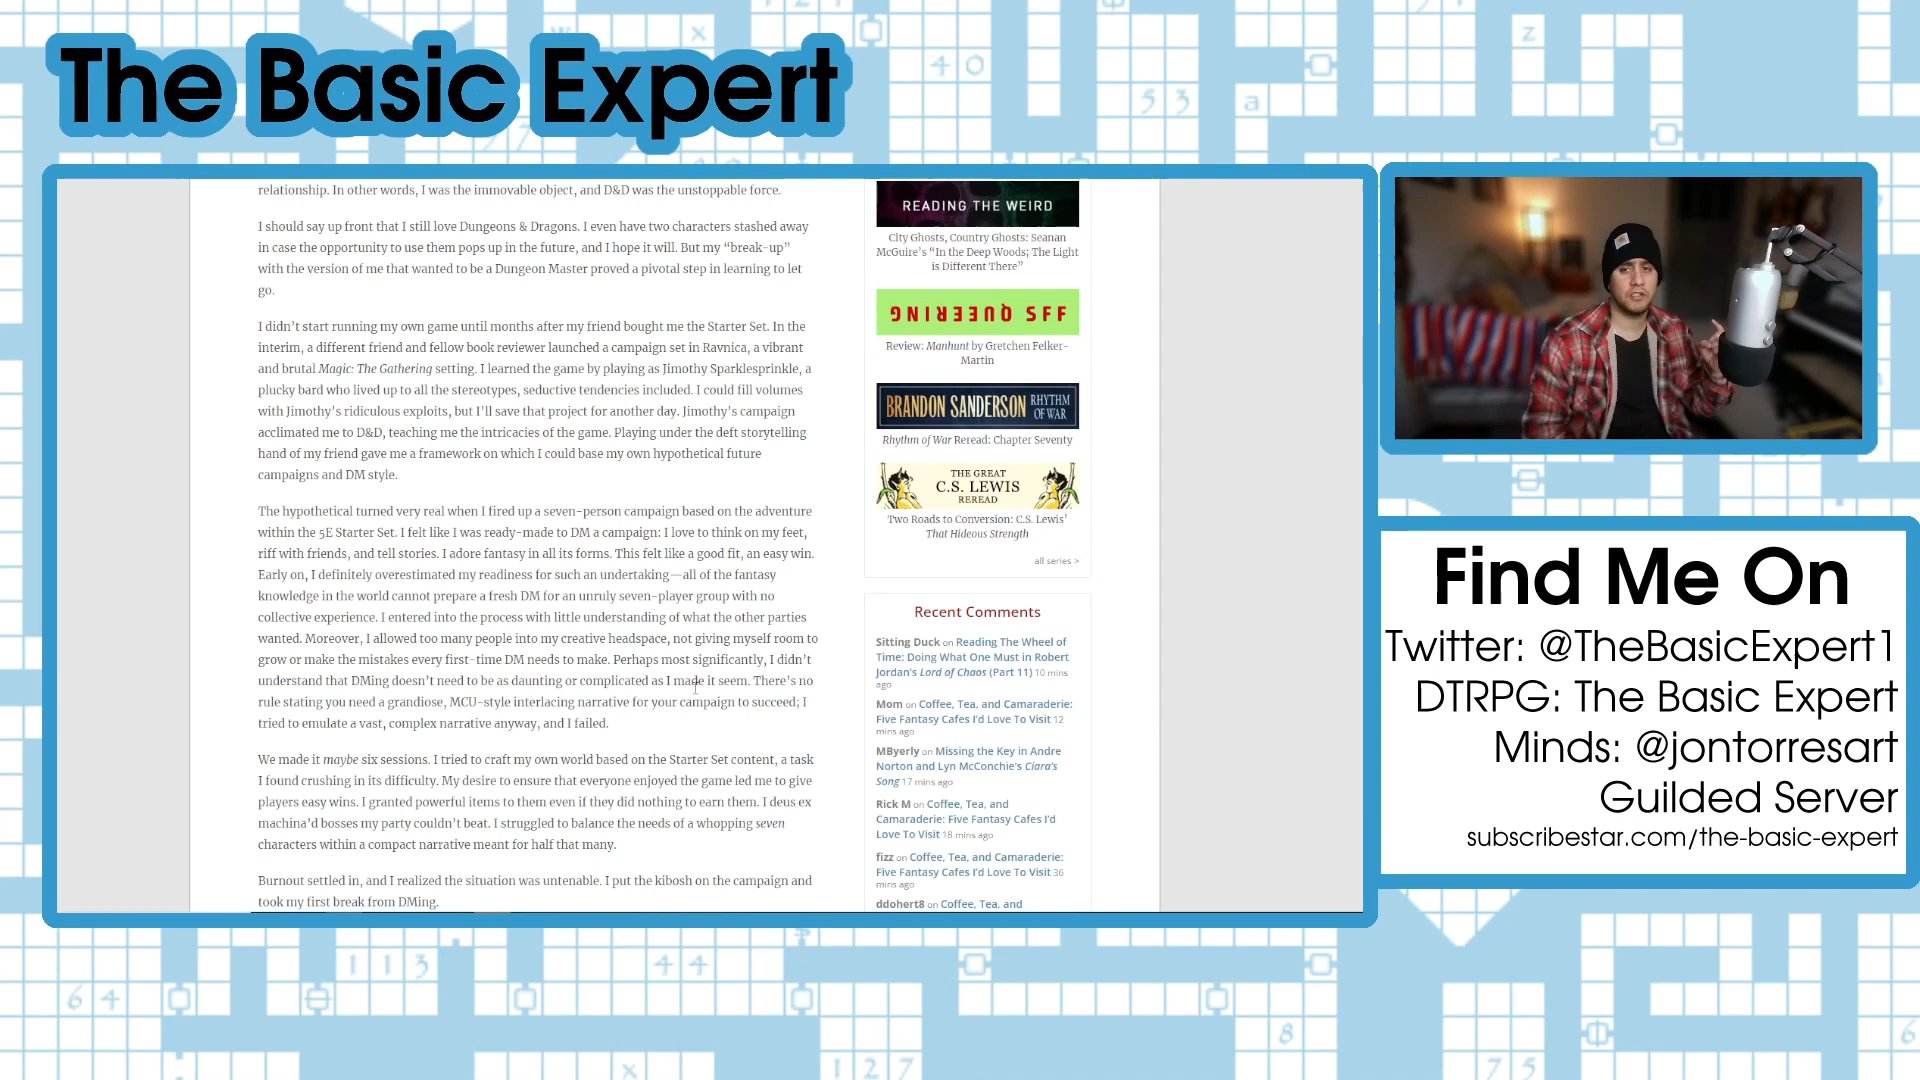 The Basic Expert
relationship. In other words, I was the immovable object, and D&D was the unstoppable force.
I should say up front that I still love Dungeons & Dragons. I even have two characters stashed away
in case the opportunity to use them pops up in the future, and I hope it will. But my “break-up”
with the version of me that wanted to be a Dungeon Master proved a pivotal step in learning to let
go.
I didn’t start running my own game until months after my friend bought me the Starter Set. In the
interim, a different friend and fellow book reviewer launched a campaign set in Ravnica, a vibrant
and brutal Magic: The Gathering setting. I learned the game by playing as Jimothy Sparklesprinkle, a
plucky bard who lived up to all the stereotypes, seductive tendencies included. I could fill volumes
with Jimothy’s ridiculous exploits, but I’ll save that project for another day. Jimothy’s campaign
acclimated me to D&D, teaching me the intricacies of the game. Playing under the deft storytelling
hand of my friend gave me a framework on which I could base my own hypothetical future
campaigns and DM style.
The hypothetical turned very real when I fired up a seven-person campaign based on the adventure
within the 5E Starter Set. I felt like I was ready-made to DM a campaign: I love to think on my feet,
riff with friends, and tell stories. I adore fantasy in all its forms. This felt like a good fit, an easy win.
Early on, I definitely overestimated my readiness for such an undertaking—all of the fantasy
knowledge in the world cannot prepare a fresh DM for an unruly seven-player group with no
collective experience. I entered into the process with little understanding of what the other parties
wanted. Moreover, I allowed too many people into my creative headspace, not giving myself room to
grow or make the mistakes every first-time DM needs to make. Perhaps most significantly, I didn’t
understand that DMing doesn’t need to be as daunting or complicated as I made it seem. There’s no
rule stating you need a grandiose, MCU-style interlacing narrative for your campaign to succeed; I
tried to emulate a vast, complex narrative anyway, and I failed.
We made it maybe six sessions. I tried to craft my own world based on the Starter Set content, a task
I found crushing in its difficulty. My desire to ensure that everyone enjoyed the game led me to give
players easy wins. I granted powerful items to them even if they did nothing to earn them. I deus ex
machina’d bosses my party couldn’t beat. I struggled to balance the needs of a whopping seven
characters within a compact narrative meant for half that many.
Burnout settled in, and I realized the situation was untenable. I put the kibosh on the campaign and
took my first break from DMing.
READING THE WEIRD
City Ghosts, Country Ghosts: Seanan
McGuire’s “In the Deep Woods; The Light
is Different There”
QUEERING SFF
Review: Manhunt by Gretchen Felker-
Martin
BRANDON SANDERSON RHYTHM
OF WAR
Rhythm of War Reread: Chapter Seventy
THE GREAT
C.S. LEWIS
REREAD
Two Roads to Conversion: C.S. Lewis’
That Hideous Strength
all series >
Recent Comments
Sitting Duck on Reading The Wheel of
Time: Doing What One Must in Robert
Jordan’s Lord of Chaos (Part 11) 10 mins
ago
Mom on Coffee, Tea, and Camaraderie:
Five Fantasy Cafes I’d Love To Visit 12
mins ago
MByerly on Missing the Key in Andre
Norton and Lyn McConchie’s Ciara’s
Song 17 mins ago
Rick M on Coffee, Tea, and
Camaraderie: Five Fantasy Cafes I’d
Love To Visit 18 mins ago
fizz on Coffee, Tea, and Camaraderie:
Five Fantasy Cafes I’d Love To Visit 36
mins ago
ddohert8 on Coffee, Tea, and
Find Me On
Twitter: @TheBasicExpert1
DTRPG: The Basic Expert
Minds: @jontorresart
Guilded Server
subscribestar.com/the-basic-expert
40
53 a
x
z
113
44
64
8
x
127
75
6